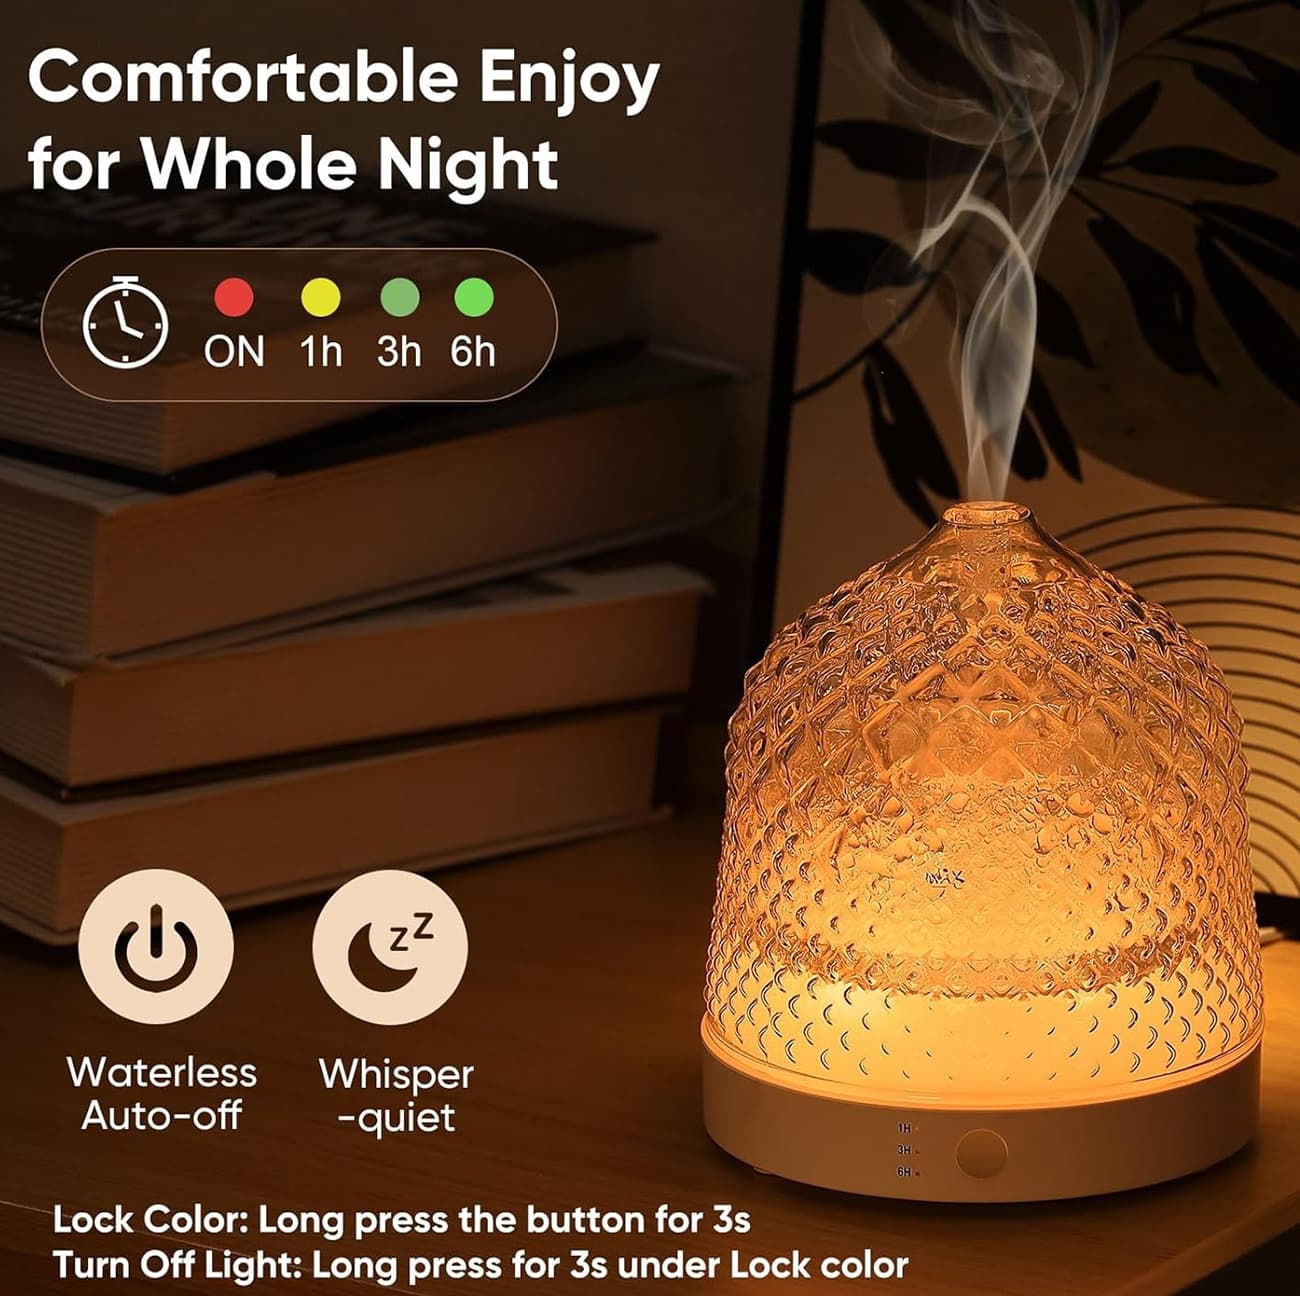 Comfortable Enjoy
for Whole Night
ON 1h 3h 6h
Waterless
Auto-off
Whisper
-quiet
zz
1H
3H
6H
Lock Color: Long press the button for 3s
Turn Off Light: Long press for 3s under Lock color